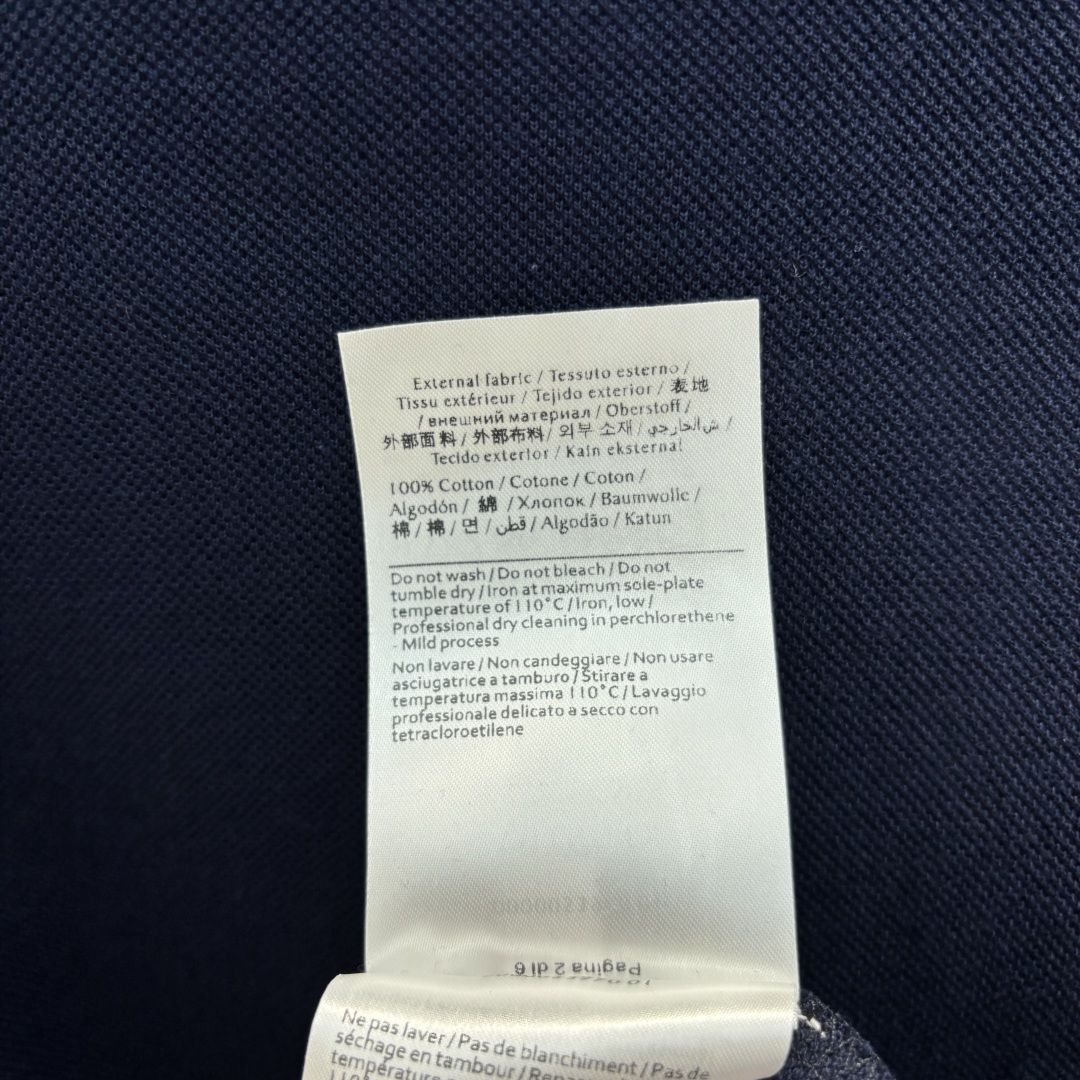 External fabric / Tessuto esterno /
Tissu extérieur / Tejido exterior / 表地
/ внешний материал / Oberstoff /
外部面料 / 外部布料 / 외부 소재 / ش الخارجي /
Tecido exterior / Kain eksternal
100% Cotton / Cotone / Coton /
Algodón / 綿 / Хлопок / Baumwolle /
棉 / 棉 / 면 / قطن / Algodão / Katun
Do not wash / Do not bleach / Do not
tumble dry / Iron at maximum sole-plate
temperature of 110°C / Iron, low /
Professional dry cleaning in perchlorethene
- Mild process
Non lavare / Non candeggiare / Non usare
asciugatrice a tamburo / Stirare a
temperatura massima 110°C / Lavaggio
professionale delicato a secco con
tetracloroetilene
Pagina 2 di 6
Ne pas laver / Pas de blanchiment / Pas de
séchage en tambour /
température
110°